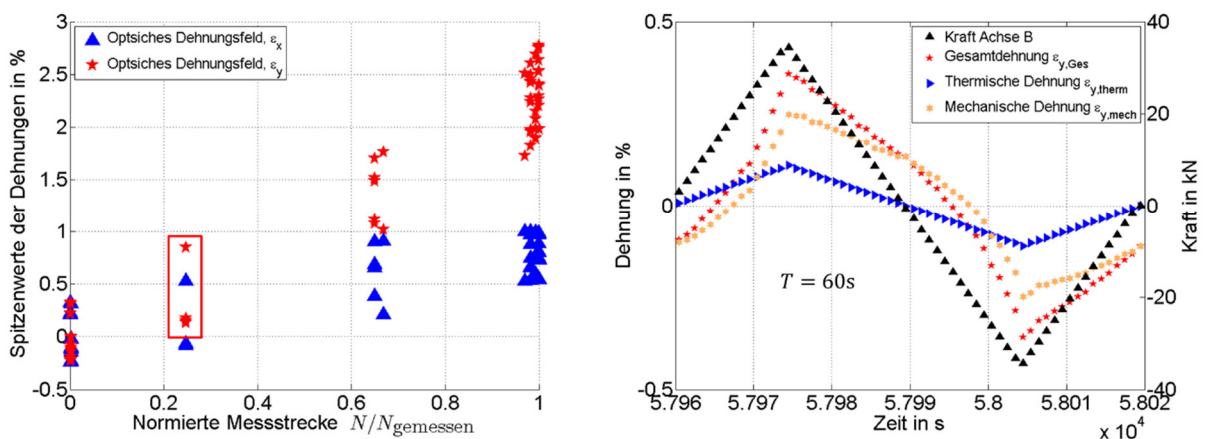 3
2.5
2
1.5
1
0.5
0
-0.5
Spitzenwerte der Dehnungen in %
Optsiches Dehnungsfeld, εx
Optsiches Dehnungsfeld, εy
0 0.2 0.4 0.6 0.8 1
Normierte Messstrecke N/Ngemessen
0.5
0
-0.5
Dehnung in %
Kraft Achse B
Gesamtdehnung εy,Ges
Thermische Dehnung εy,therm
Mechanische Dehnung εy,mech
T = 60s
40
20
0
-20
-40
Kraft in kN
5.796 5.797 5.798 5.799 5.8 5.801 5.802
Zeit in s
x 10^4